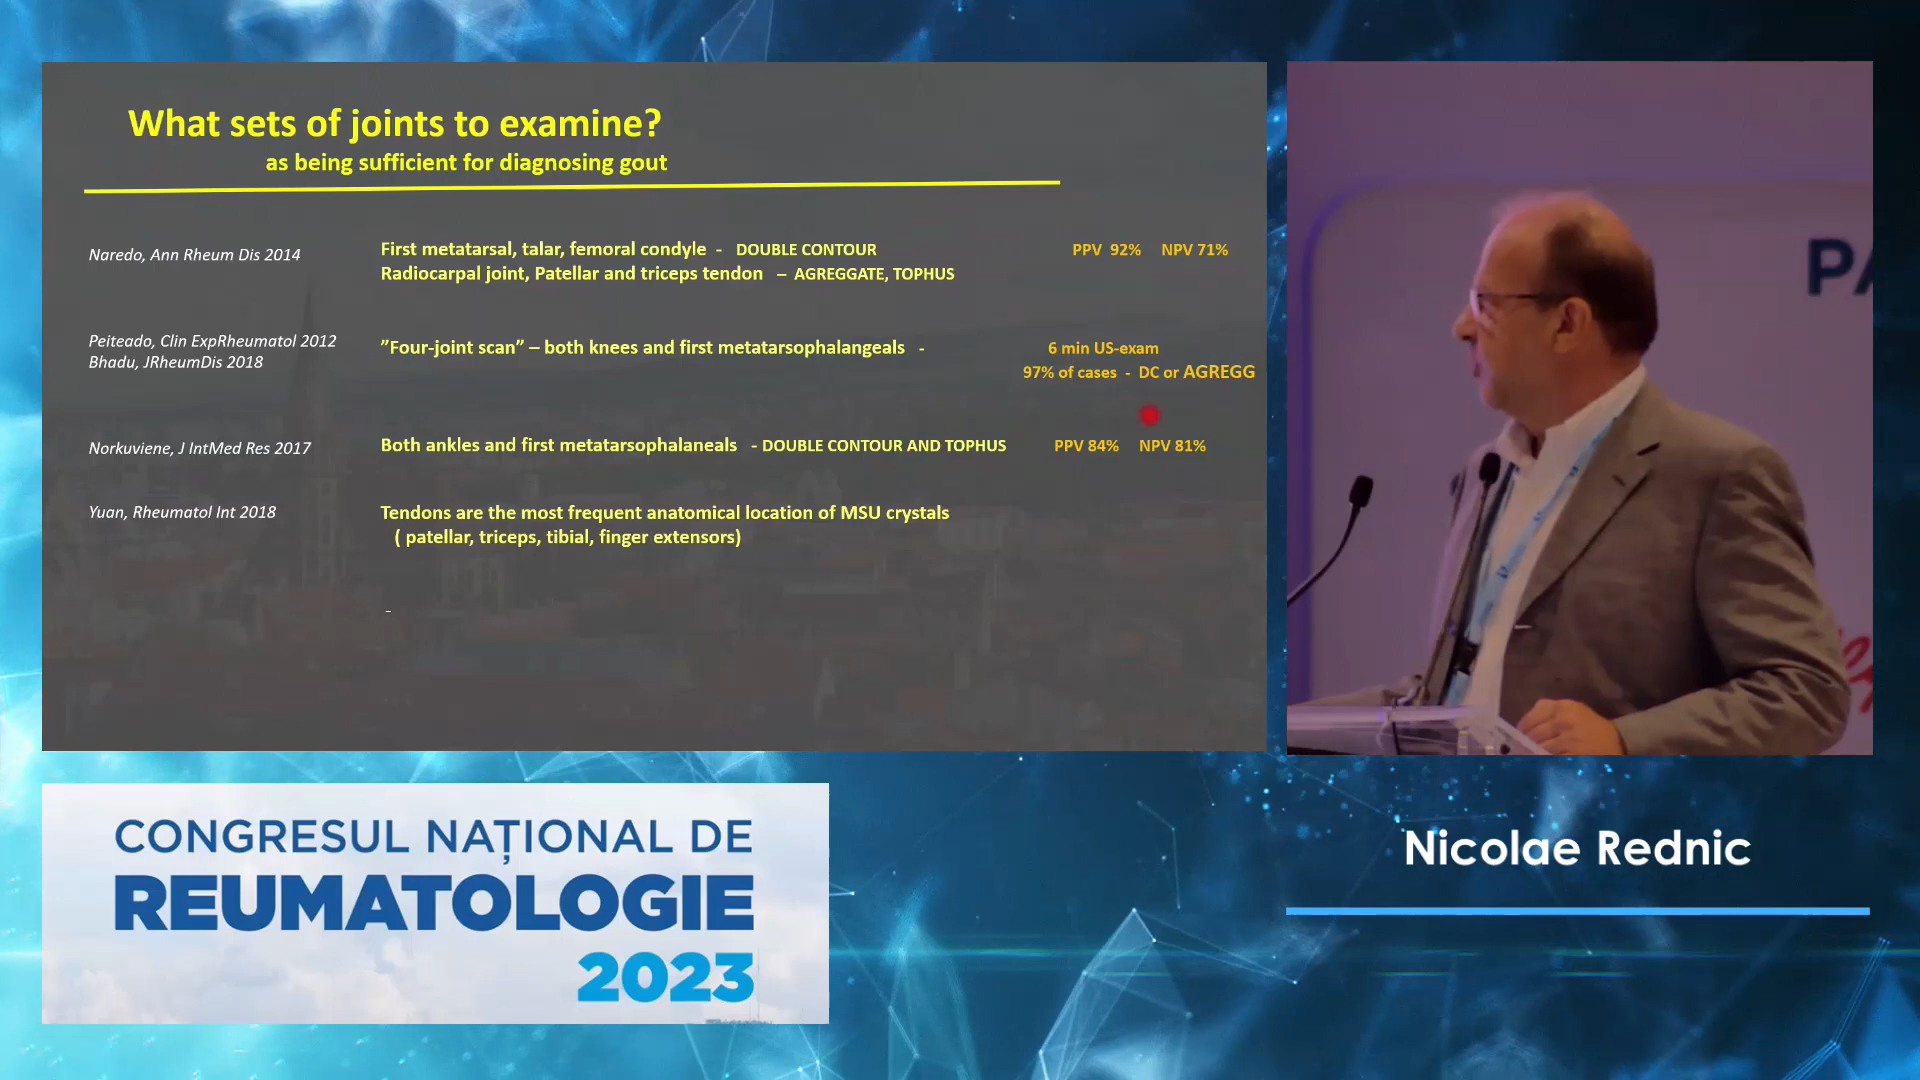 What sets of joints to examine?
as being sufficient for diagnosing gout
Naredo, Ann Rheum Dis 2014
First metatarsal, talar, femoral condyle - DOUBLE CONTOUR
PPV 92% NPV 71%
Radiocarpal joint, Patellar and triceps tendon – AGREGGATE, TOPHUS
Peiteado, Clin ExpRheumatol 2012
Bhadu, JRheumDis 2018
”Four-joint scan” – both knees and first metatarsophalangeals -
6 min US-exam
97% of cases - DC or AGREGG
Norkuviene, J IntMed Res 2017
Both ankles and first metatarsophalaneals - DOUBLE CONTOUR AND TOPHUS
PPV 84% NPV 81%
Yuan, Rheumatol Int 2018
Tendons are the most frequent anatomical location of MSU crystals
( patellar, triceps, tibial, finger extensors)
-
PA
CONGRESUL NAȚIONAL DE
REUMATOLOGIE
2023
Nicolae Rednic